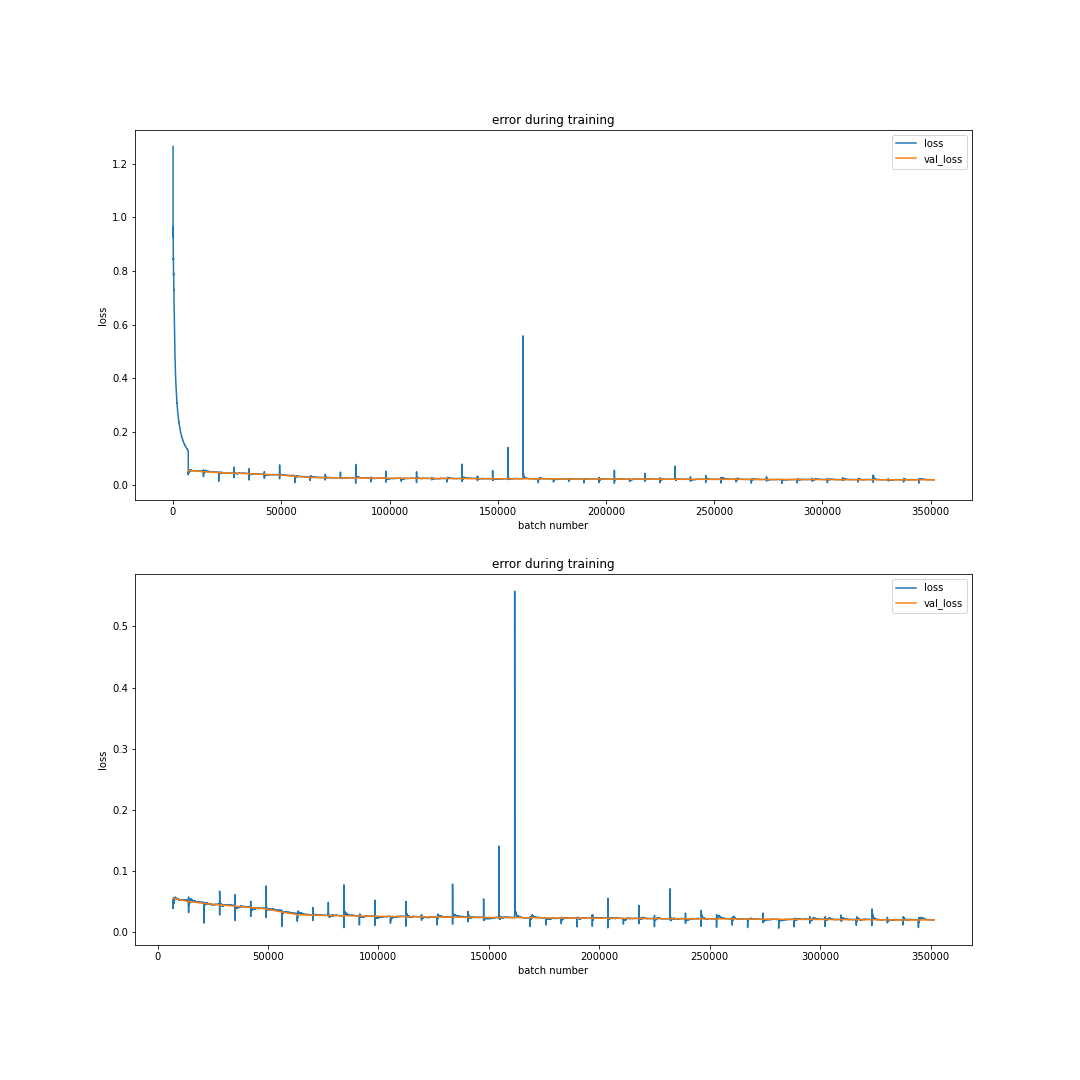 error during training
loss
val_loss
1.2
1.0
0.8
0.6
0.4
0.2
0.0
loss
0 50000 100000 150000 200000 250000 300000 350000
batch number
error during training
loss
val_loss
0.5
0.4
0.3
0.2
0.1
0.0
loss
0 50000 100000 150000 200000 250000 300000 350000
batch number